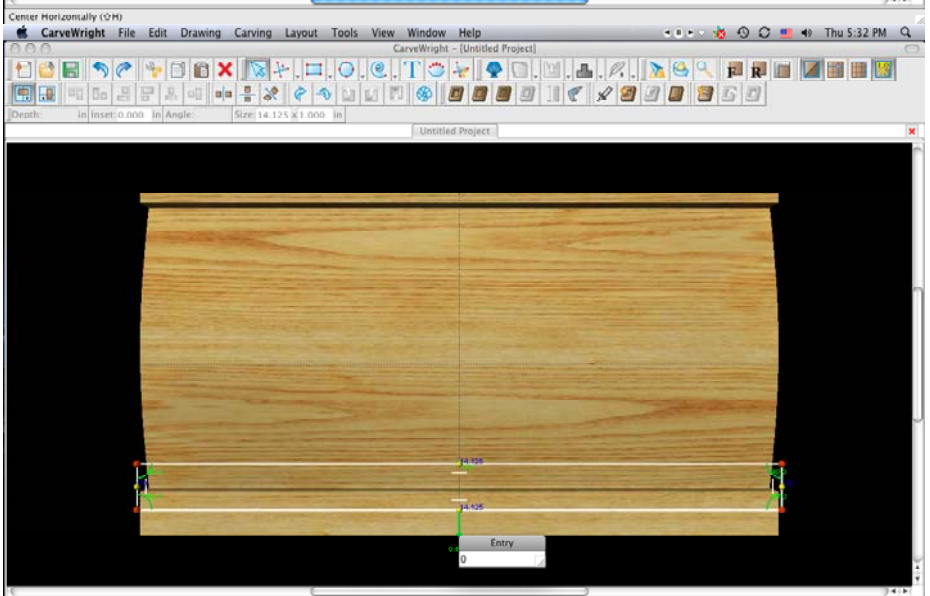 Center Horizontally (⇧H)
CarveWright File Edit Drawing Carving Layout Tools View Window Help Thu 5:32 PM
CarveWright – [Untitled Project]
Depth: in Inset: 0.000 in Angle: Size: 14.125 x 1.000 in
Untitled Project
14.125
14.125
Entry
0